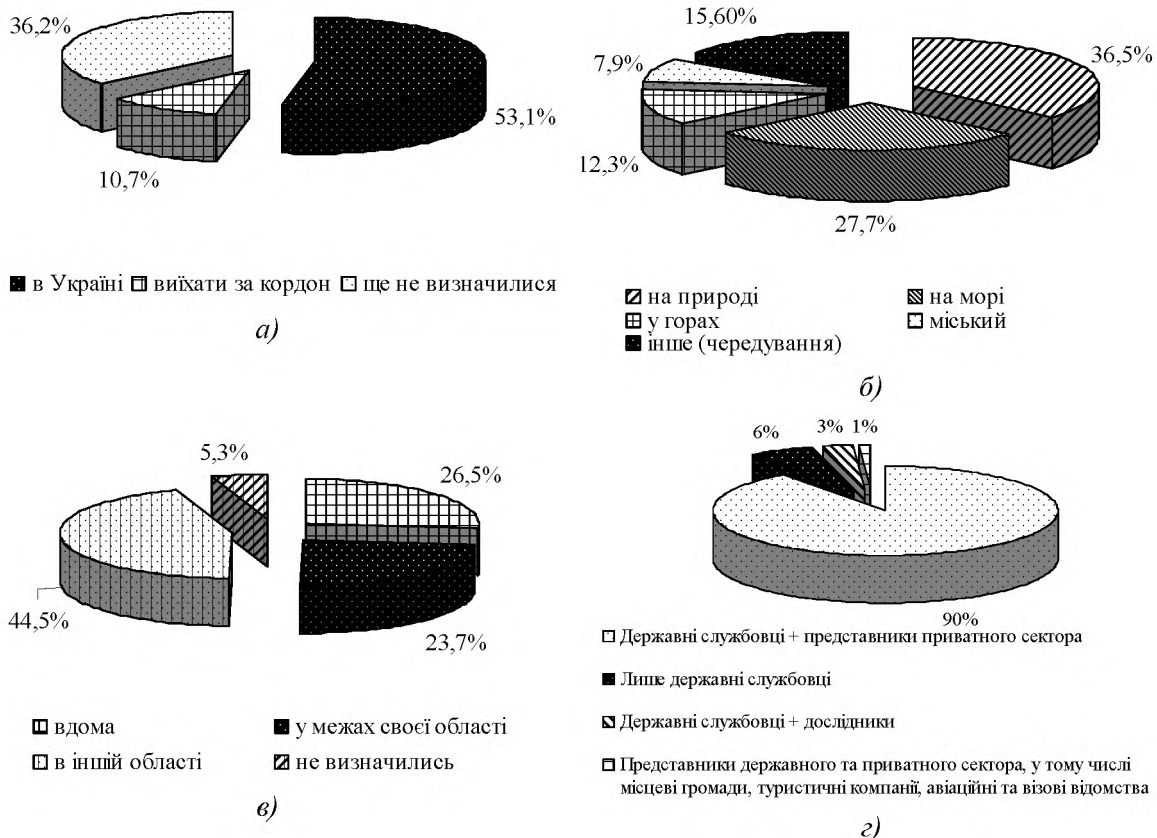 36,2%
53,1%
10,7%
в Україні виїхати за кордон ще не визначилися
а)
15,60%
36,5%
7,9%
12,3%
27,7%
на природі на морі
у горах міський
інше (чередування)
б)
5,3%
26,5%
44,5%
23,7%
вдома у межах своєї області
в іншій області не визначились
в)
6% 3% 1%
90%
Державні службовці + представники приватного сектора
Лише державні службовці
Державні службовці + дослідники
Представники державного та приватного сектора, у тому числі
місцеві громади, туристичні компанії, авіаційні та візові відомства
г)